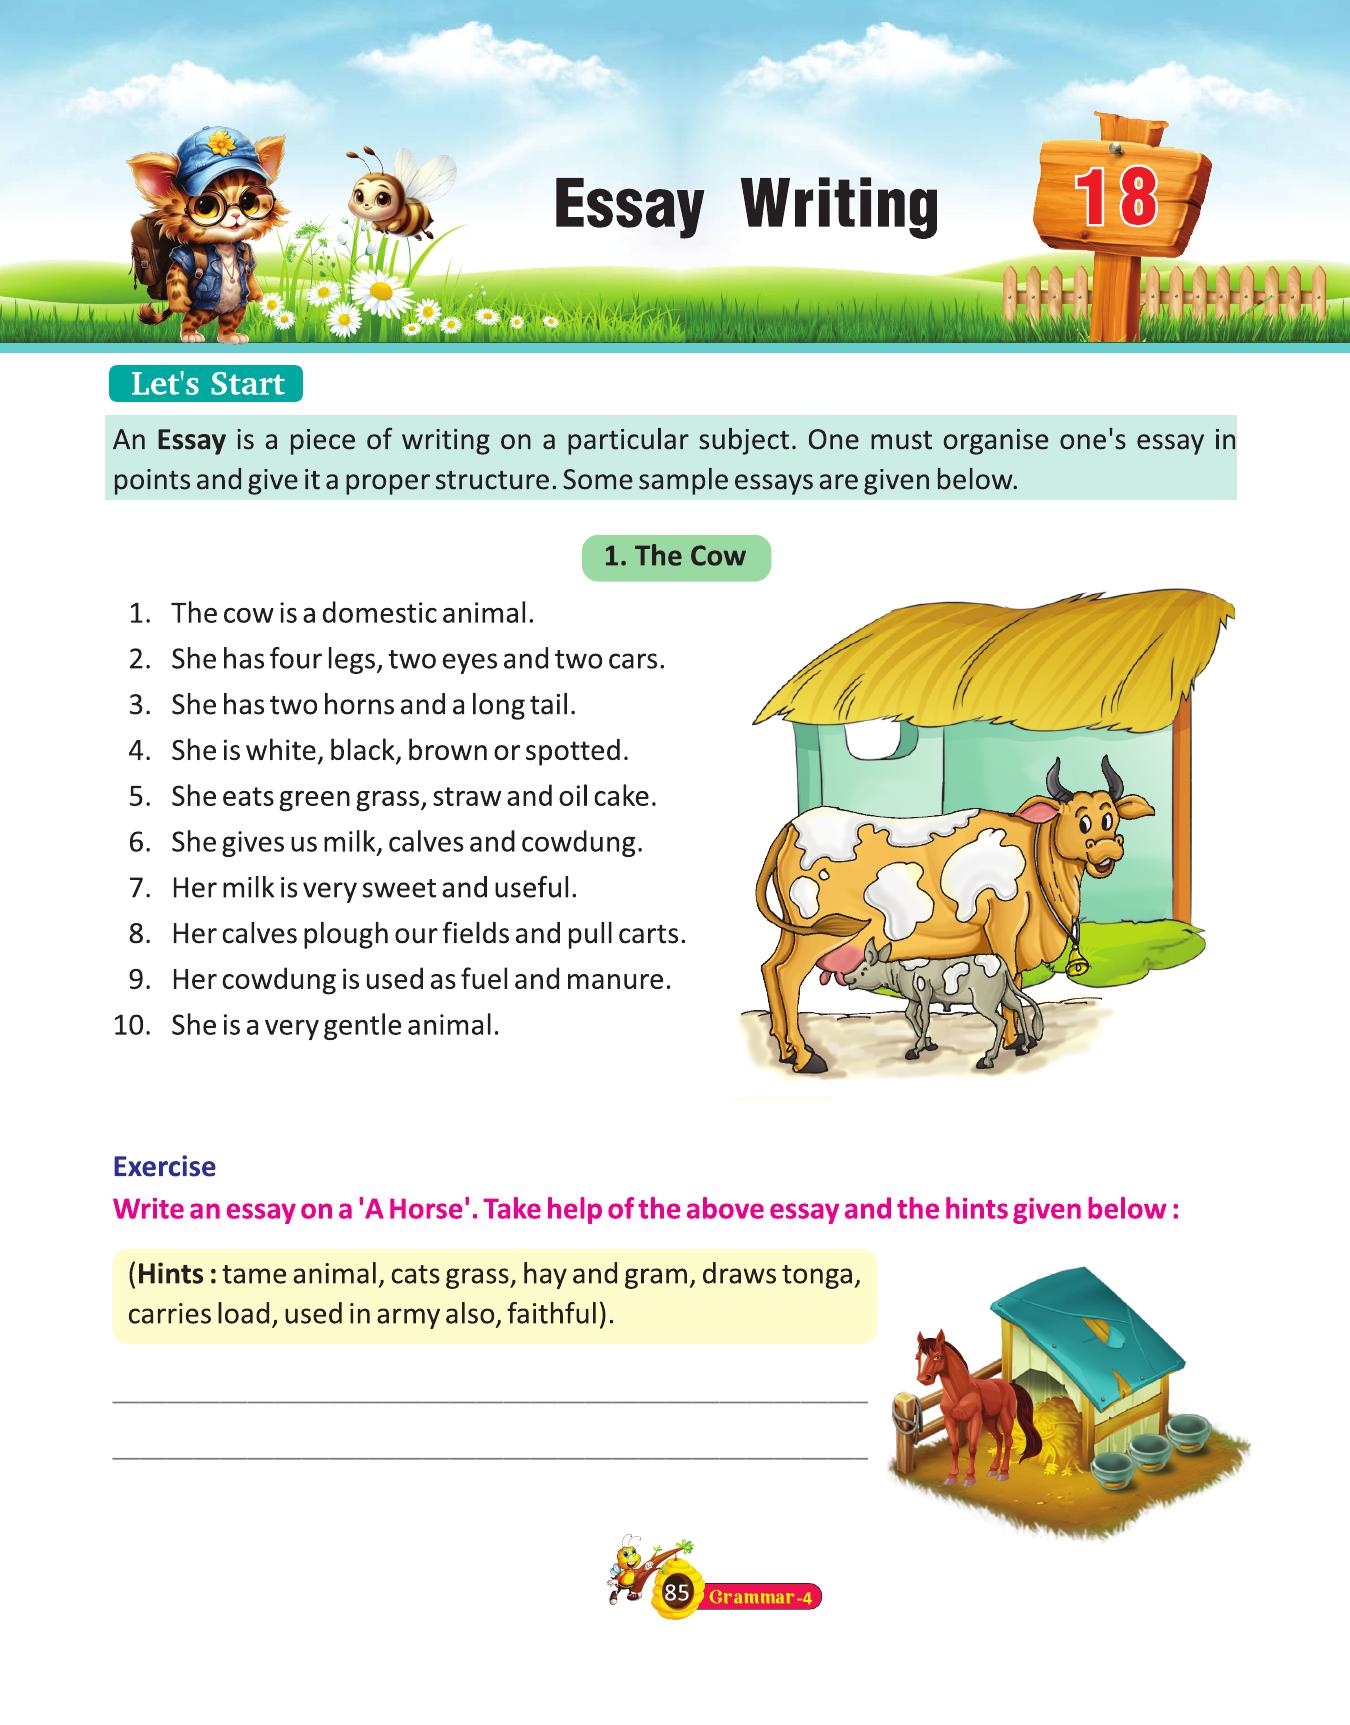 Essay Writing
18
Let's Start
An Essay is a piece of writing on a particular subject. One must organise one's essay in
points and give it a proper structure. Some sample essays are given below.
1. The Cow
1. The cow is a domestic animal.
2. She has four legs, two eyes and two cars.
3. She has two horns and a long tail.
4. She is white, black, brown or spotted.
5. She eats green grass, straw and oil cake.
6. She gives us milk, calves and cowdung.
7. Her milk is very sweet and useful.
8. Her calves plough our fields and pull carts.
9. Her cowdung is used as fuel and manure.
10. She is a very gentle animal.
Exercise
Write an essay on a 'A Horse'. Take help of the above essay and the hints given below :
(Hints : tame animal, cats grass, hay and gram, draws tonga,
carries load, used in army also, faithful).
85 Grammar-4